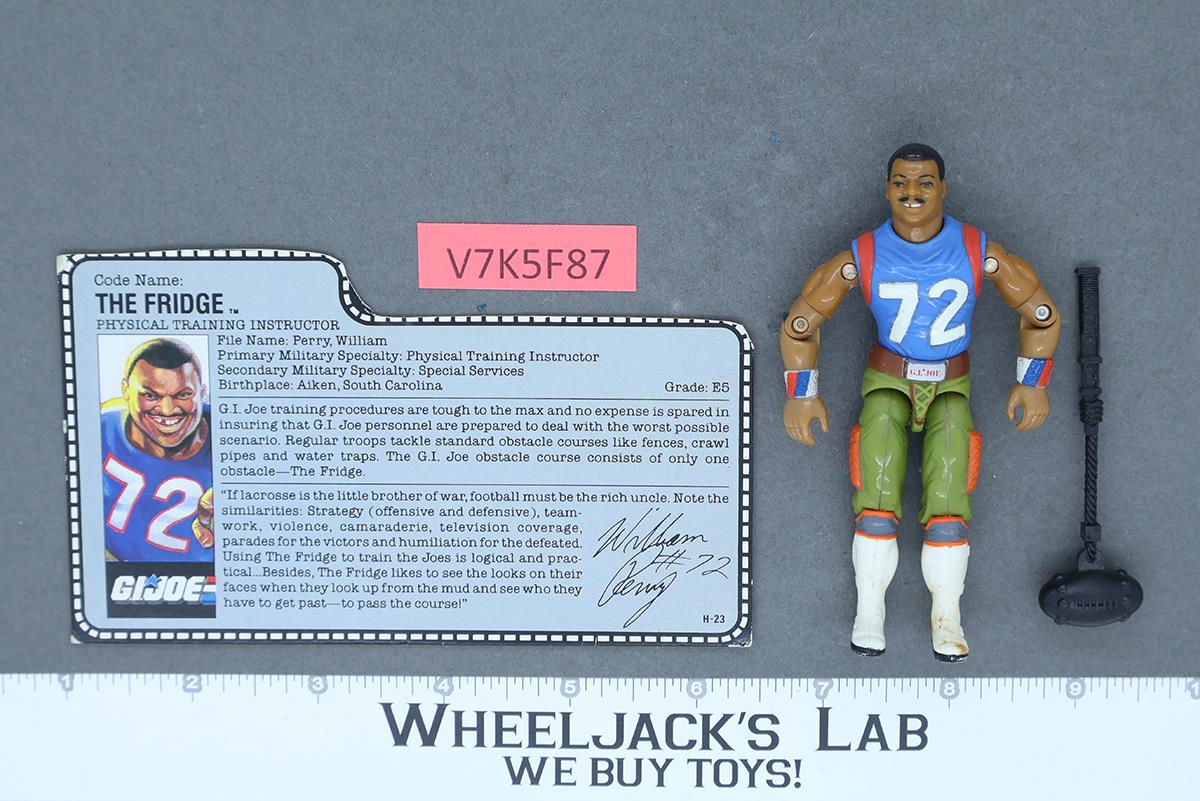 V7K5F87
Code Name:
THE FRIDGE ™
PHYSICAL TRAINING INSTRUCTOR
File Name: Perry, William
Primary Military Specialty: Physical Training Instructor
Secondary Military Specialty: Special Services
Birthplace: Aiken, South Carolina Grade: E5
G.I. Joe training procedures are tough to the max and no expense is spared in
insuring that G.I. Joe personnel are prepared to deal with the worst possible
scenario. Regular troops tackle standard obstacle courses like fences, crawl
pipes and water traps. The G.I. Joe obstacle course consists of only one
obstacle—The Fridge.
"If lacrosse is the little brother of war, football must be the rich uncle. Note the
similarities: Strategy (offensive and defensive), team-
work, violence, camaraderie, television coverage,
parades for the victors and humiliation for the defeated.
Using The Fridge to train the Joes is logical and prac-
tical...Besides, The Fridge likes to see the looks on their
faces when they look up from the mud and see who they
have to get past—to pass the course!"
William
#72
Perry
H-23
72
GI JOE
72
G.I. JOE
1 2 3 4 5 6 7 8 9
WHEELJACK'S LAB
WE BUY TOYS!